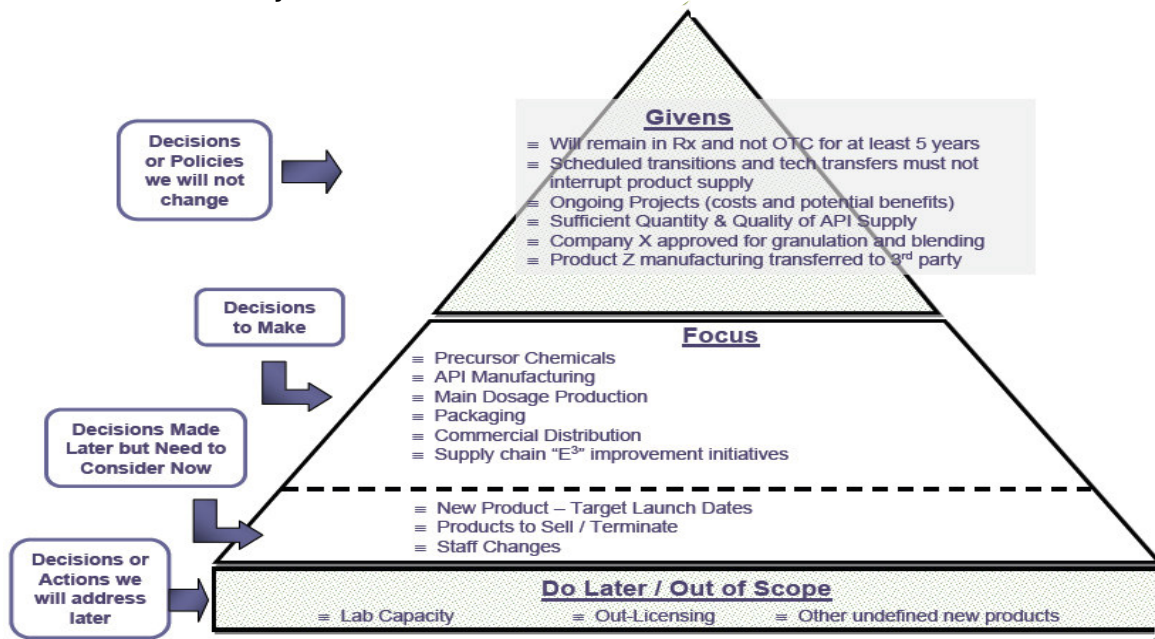 Givens
≡ Will remain in Rx and not OTC for at least 5 years
≡ Scheduled transitions and tech transfers must not
interrupt product supply
≡ Ongoing Projects (costs and potential benefits)
≡ Sufficient Quantity & Quality of API Supply
≡ Company X approved for granulation and blending
≡ Product Z manufacturing transferred to 3rd party
Decisions
or Policies
we will not
change
Decisions
to Make
Focus
≡ Precursor Chemicals
≡ API Manufacturing
≡ Main Dosage Production
≡ Packaging
≡ Commercial Distribution
≡ Supply chain “E³” improvement initiatives
Decisions Made
Later but Need to
Consider Now
≡ New Product – Target Launch Dates
≡ Products to Sell / Terminate
≡ Staff Changes
Decisions or
Actions we
will address
later
Do Later / Out of Scope
≡ Lab Capacity ≡ Out-Licensing ≡ Other undefined new products